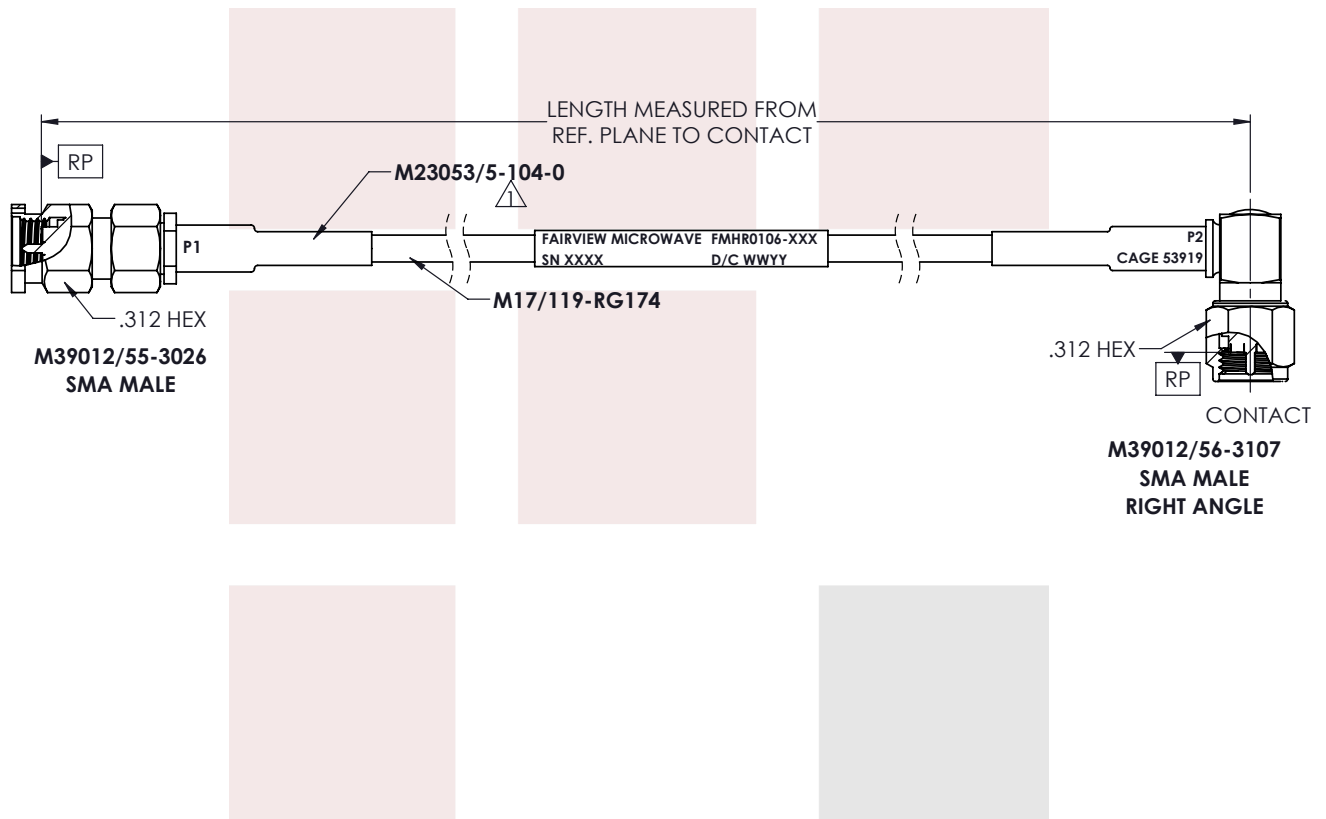 LENGTH MEASURED FROM
REF. PLANE TO CONTACT
RP
M23053/5-104-0
1
P1
FAIRVIEW MICROWAVE FMHR0106-XXX
SN XXXX D/C WWYY
P2
CAGE 53919
M17/119-RG174
.312 HEX
M39012/55-3026
SMA MALE
.312 HEX
RP
CONTACT
M39012/56-3107
SMA MALE
RIGHT ANGLE